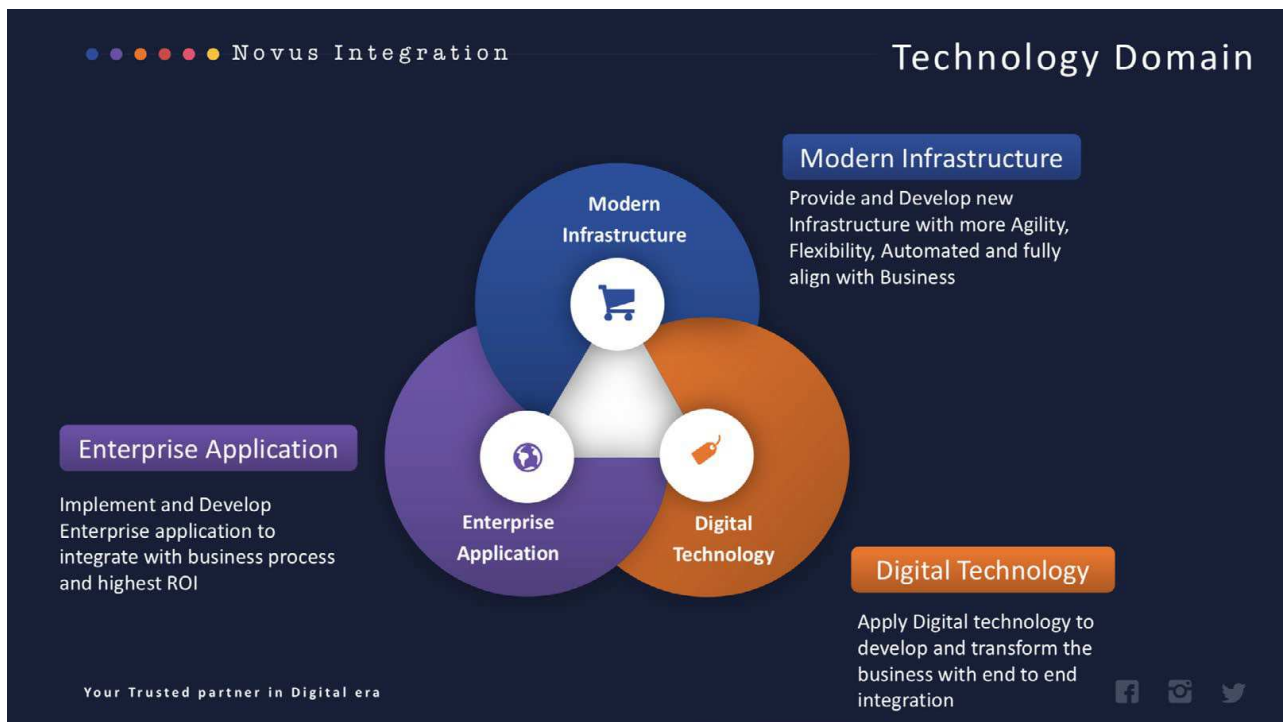 Novus Integration
Technology Domain
Modern Infrastructure
Provide and Develop new
Infrastructure with more Agility,
Flexibility, Automated and fully
align with Business
Modern
Infrastructure
Enterprise Application
Implement and Develop
Enterprise application to
integrate with business process
and highest ROI
Enterprise
Application
Digital
Technology
Digital Technology
Apply Digital technology to
develop and transform the
business with end to end
integration
Your Trusted partner in Digital era